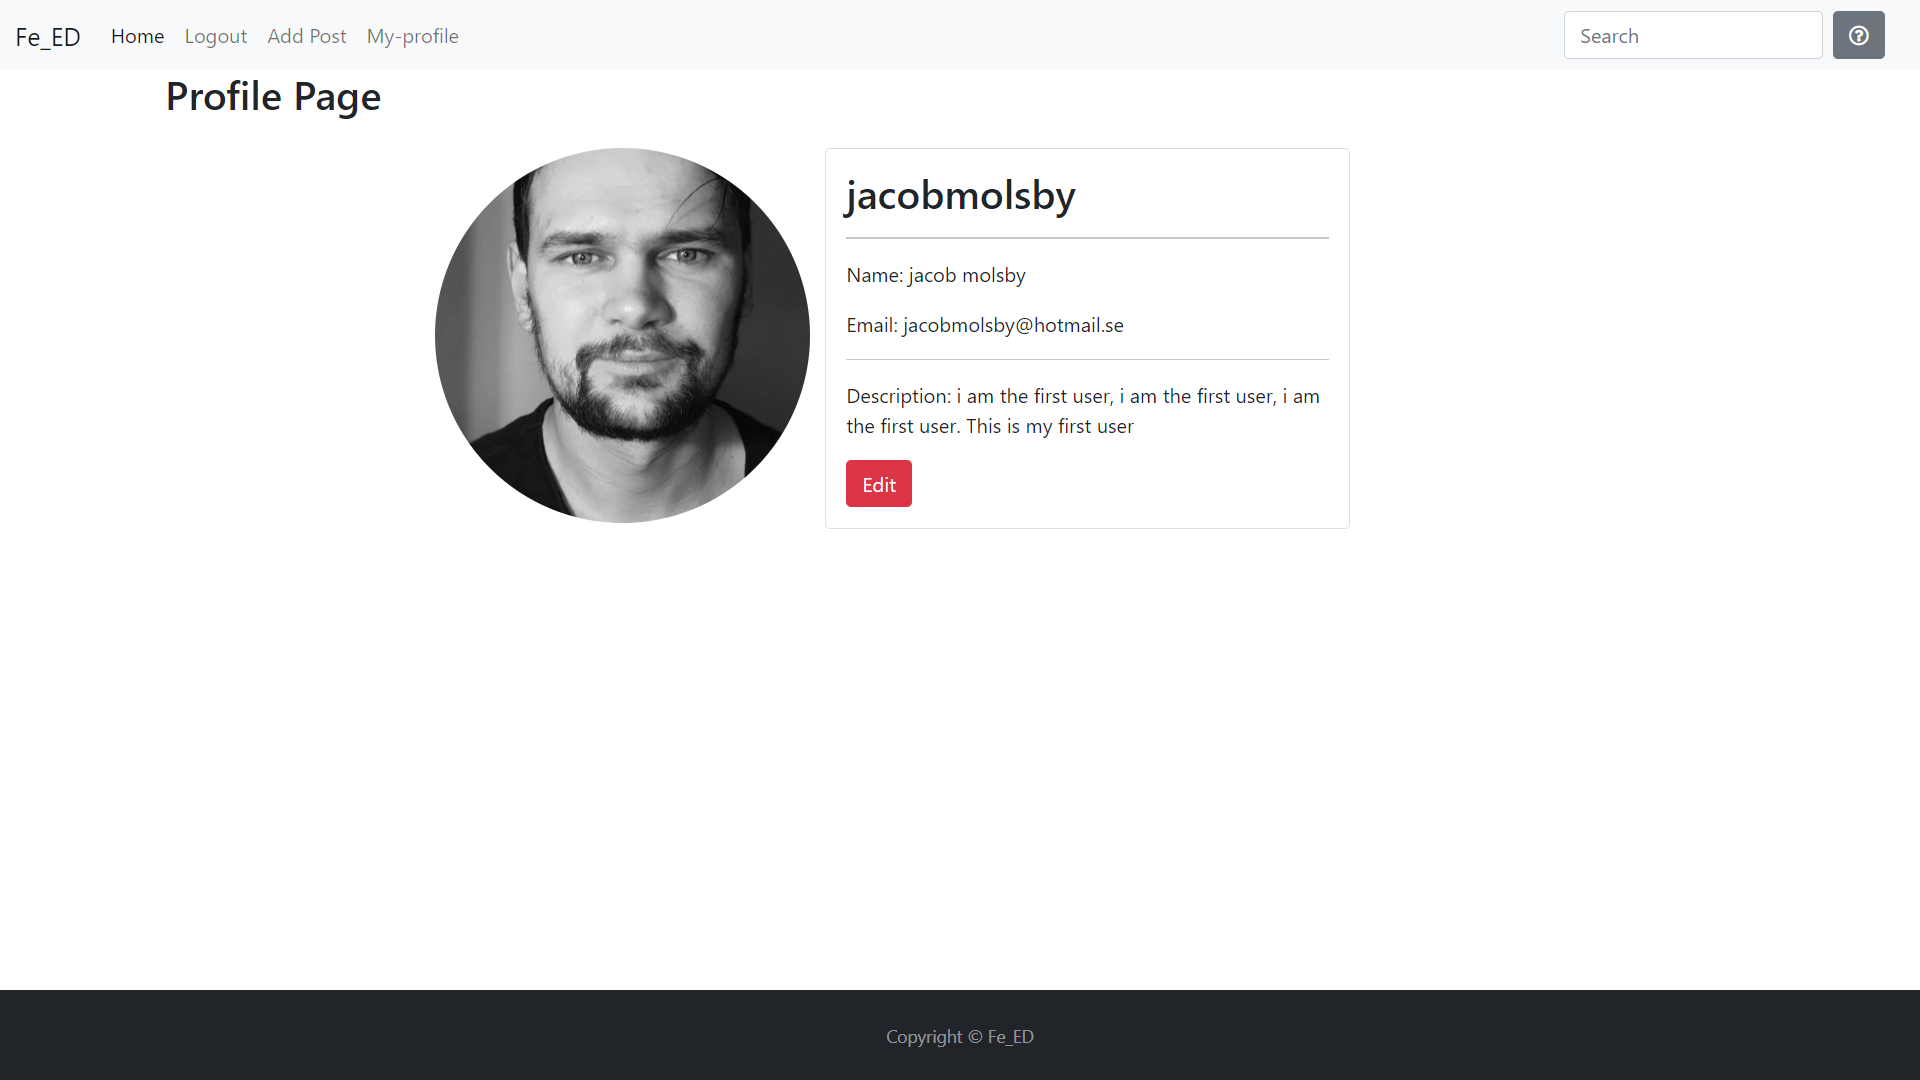 Fe_ED Home Logout Add Post My-profile Search
Profile Page
jacobmolsby
Name: jacob molsby
Email: jacobmolsby@hotmail.se
Description: i am the first user, i am the first user, i am
the first user. This is my first user
Edit
Copyright © Fe_ED